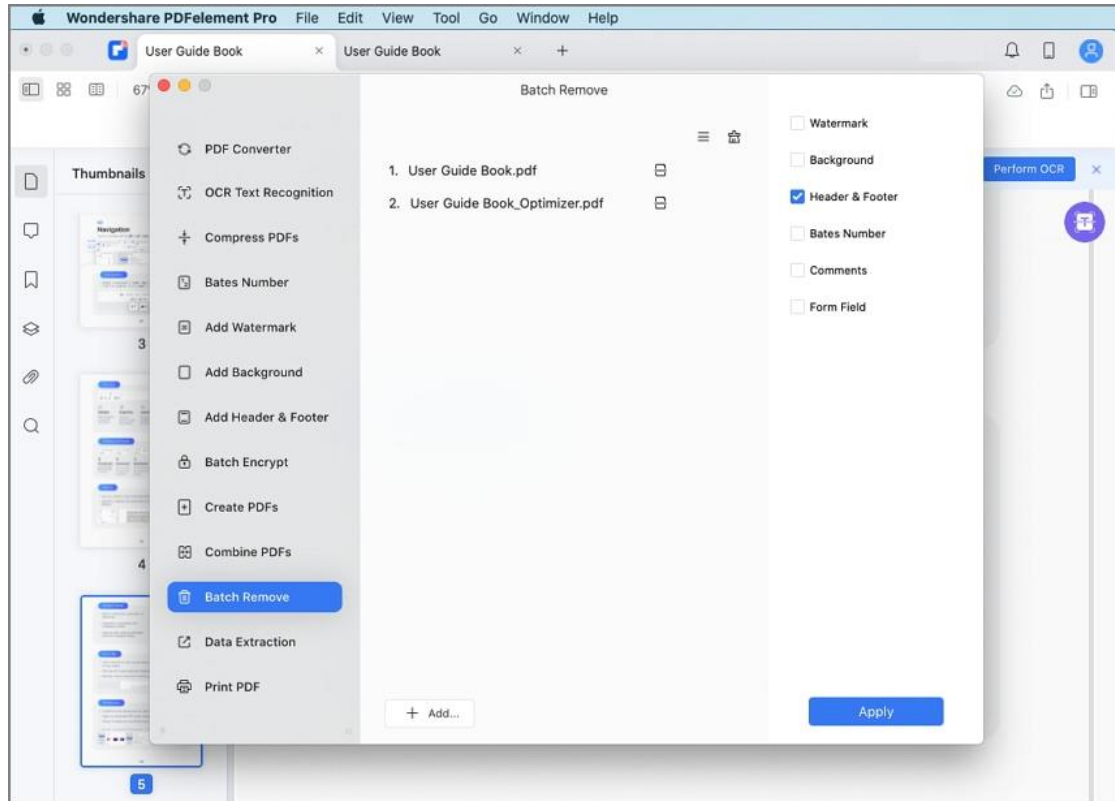 Wondershare PDFelement Pro File Edit View Tool Go Window Help
User Guide Book × User Guide Book × +
67
Batch Remove
Thumbnails
Navigation
3
4
5
PDF Converter
OCR Text Recognition
Compress PDFs
Bates Number
Add Watermark
Add Background
Add Header & Footer
Batch Encrypt
Create PDFs
Combine PDFs
Batch Remove
Data Extraction
Print PDF
1. User Guide Book.pdf
2. User Guide Book_Optimizer.pdf
+ Add...
Watermark
Background
Header & Footer
Bates Number
Comments
Form Field
Apply
Perform OCR ×